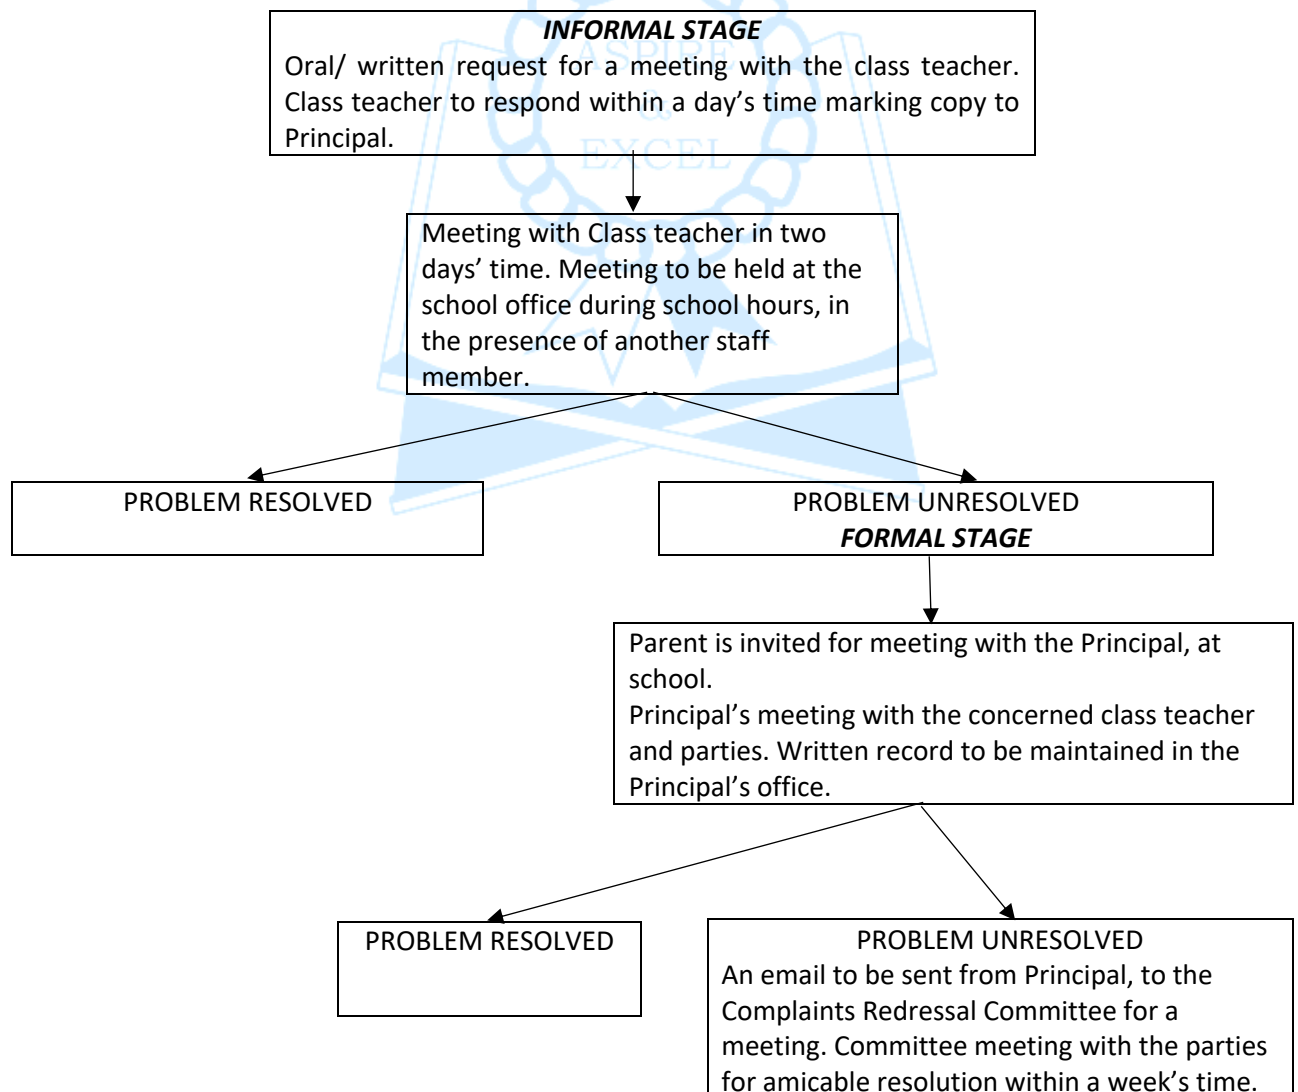 INFORMAL STAGE
Oral/ written request for a meeting with the class teacher.
Class teacher to respond within a day’s time marking copy to
Principal.
ASPIRE
&
EXCEL
Meeting with Class teacher in two
days’ time. Meeting to be held at the
school office during school hours, in
the presence of another staff
member.
PROBLEM RESOLVED
PROBLEM UNRESOLVED
FORMAL STAGE
Parent is invited for meeting with the Principal, at
school.
Principal’s meeting with the concerned class teacher
and parties. Written record to be maintained in the
Principal’s office.
PROBLEM RESOLVED
PROBLEM UNRESOLVED
An email to be sent from Principal, to the
Complaints Redressal Committee for a
meeting. Committee meeting with the parties
for amicable resolution within a week’s time.